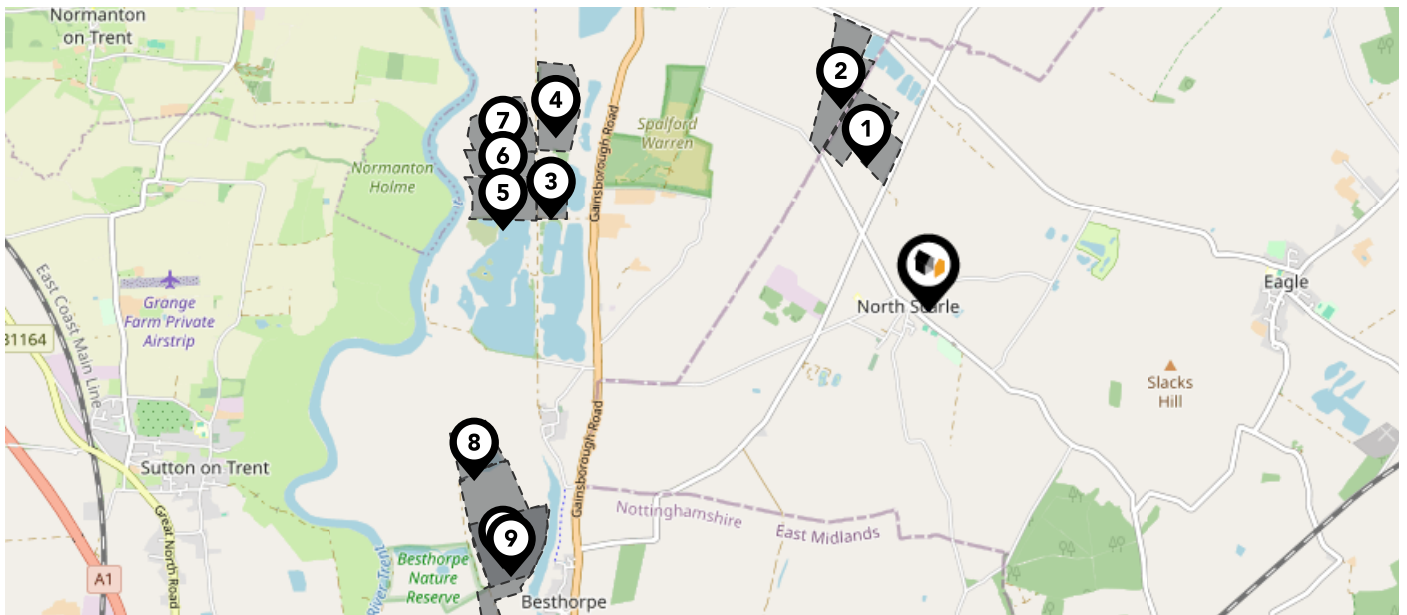 Normanton
on Trent
2
4
7
1
Spalford
Warren
6
Normanton
Holme
3
5
Gainsborough Road
East Coast Main Line
Grange
Farm Private
Airstrip
North Scarle
Eagle
31164
Slacks
Hill
8
Sutton on Trent
Gainsborough Road
Great North Road
Nottinghamshire
East Midlands
9
A1
River Trent
Besthorpe
Nature
Reserve
Besthorpe